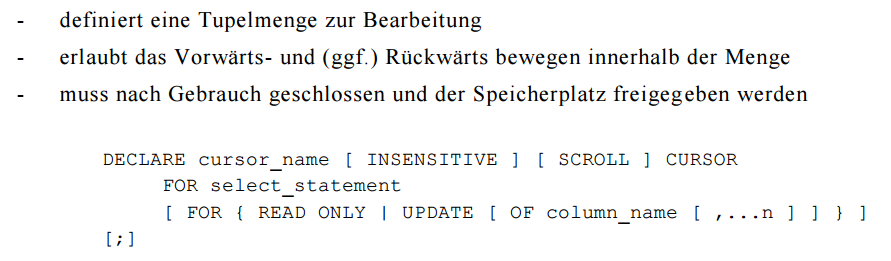 - definiert eine Tupelmenge zur Bearbeitung
- erlaubt das Vorwärts- und (ggf.) Rückwärts bewegen innerhalb der Menge
- muss nach Gebrauch geschlossen und der Speicherplatz freigegeben werden
DECLARE cursor_name [ INSENSITIVE ] [ SCROLL ] CURSOR
FOR select_statement
[ FOR { READ ONLY | UPDATE [ OF column_name [ ,...n ] ] } ]
[;]